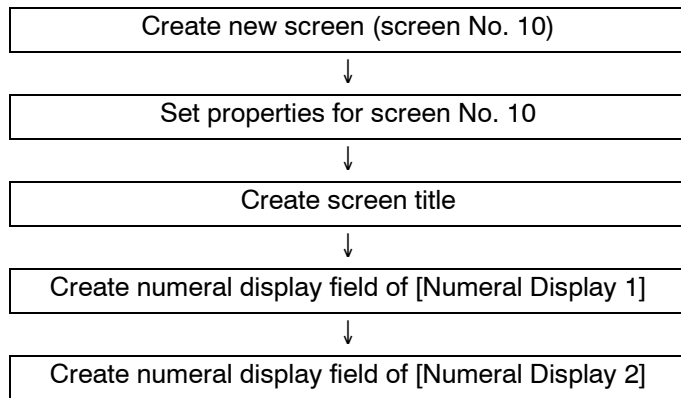 Create new screen (screen No. 10)
Set properties for screen No. 10
Create screen title
Create numeral display field of [Numeral Display 1]
Create numeral display field of [Numeral Display 2]